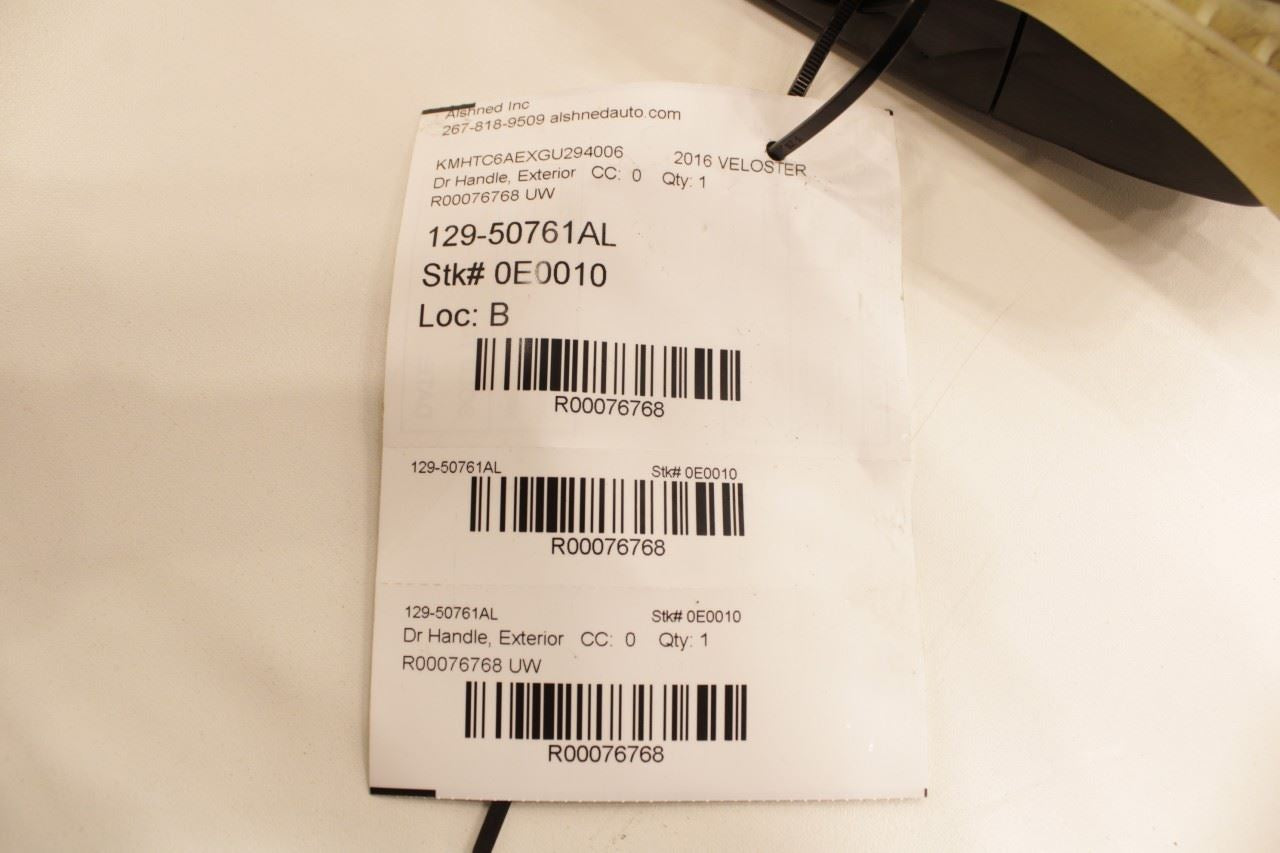 Alshned Inc
267-818-9509 alshnedauto.com
KMHTC6AEXGU294006 2016 VELOSTER
Dr Handle, Exterior CC: 0 Qty: 1
R00076768 UW
129-50761AL
Stk# 0E0010
Loc: B
R00076768
129-50761AL Stk# 0E0010
R00076768
129-50761AL Stk# 0E0010
Dr Handle, Exterior CC: 0 Qty: 1
R00076768 UW
R00076768